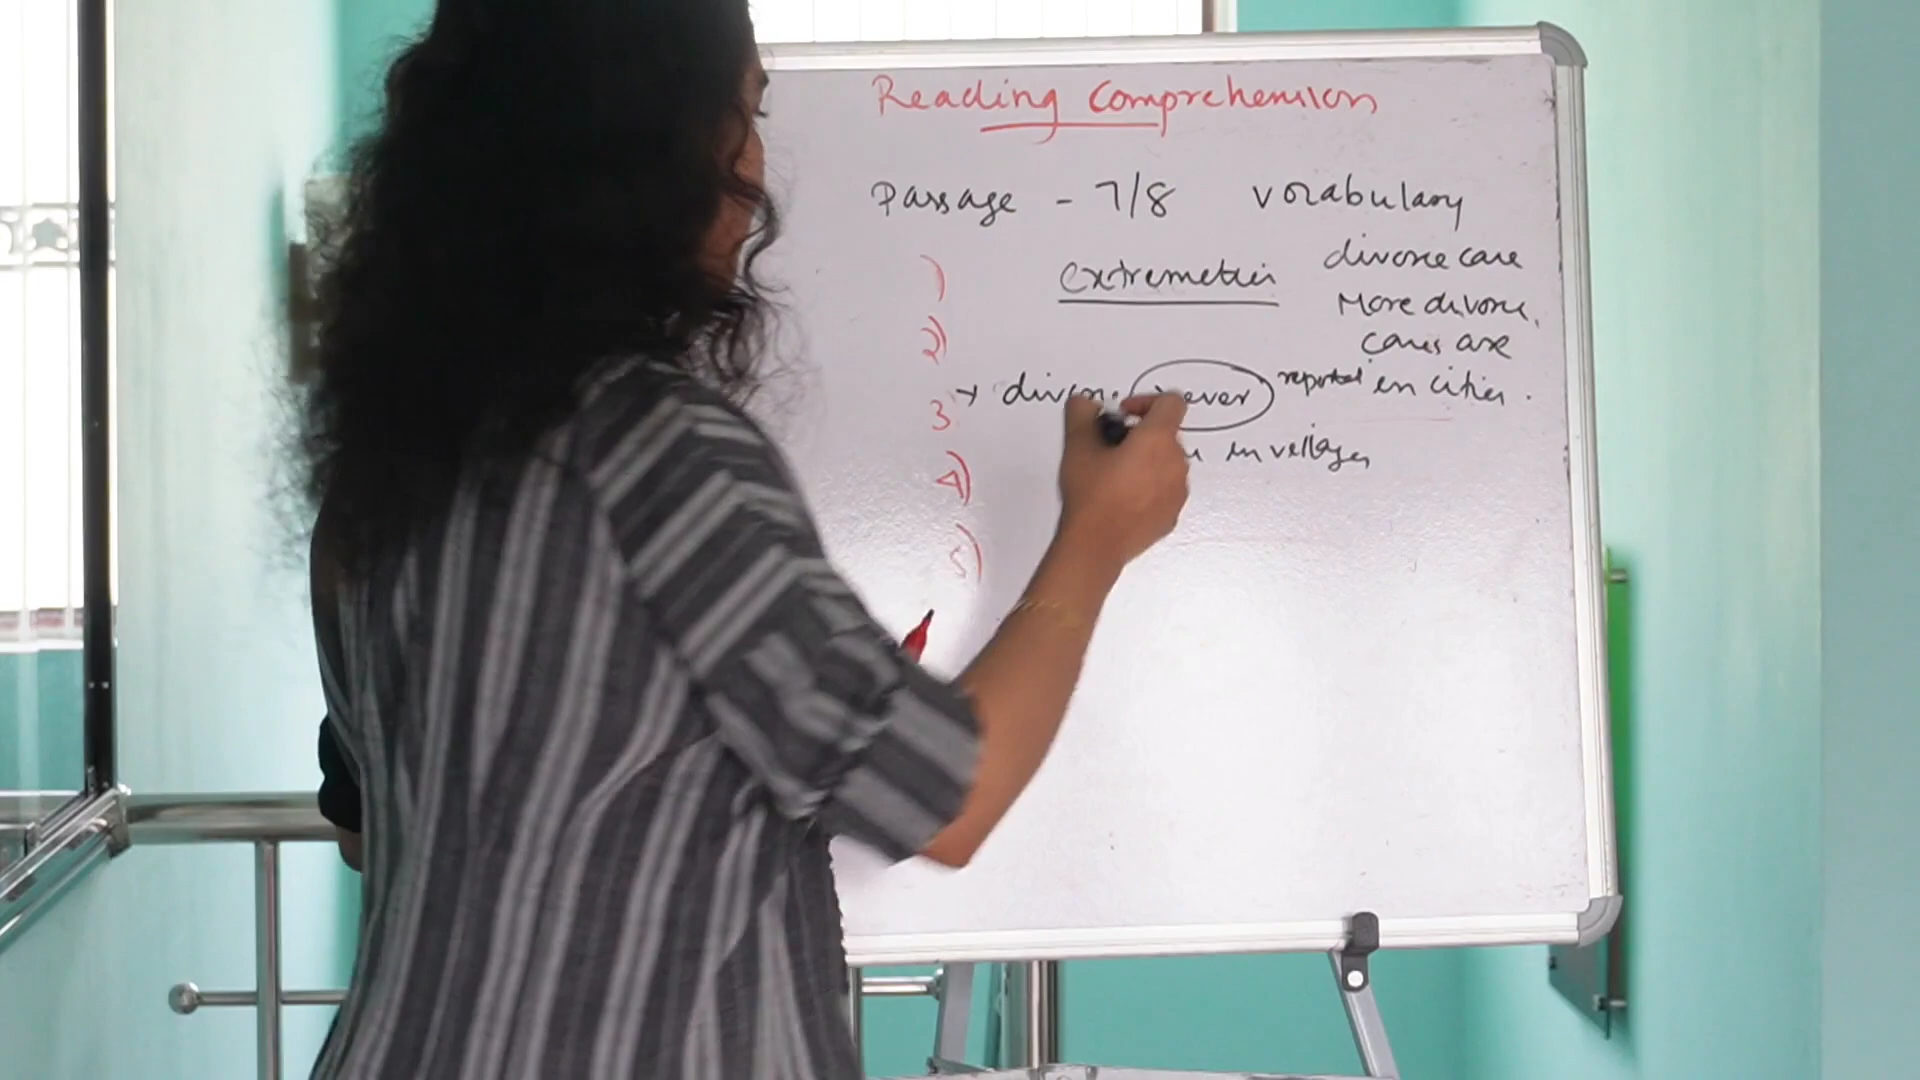 Reading Comprehension
Passage - 7/8 vocabulary
1)
extremeties
divorce case
More divorce
cases are
2)
reported in cities.
3 x divorce never
4)
in villages
5)